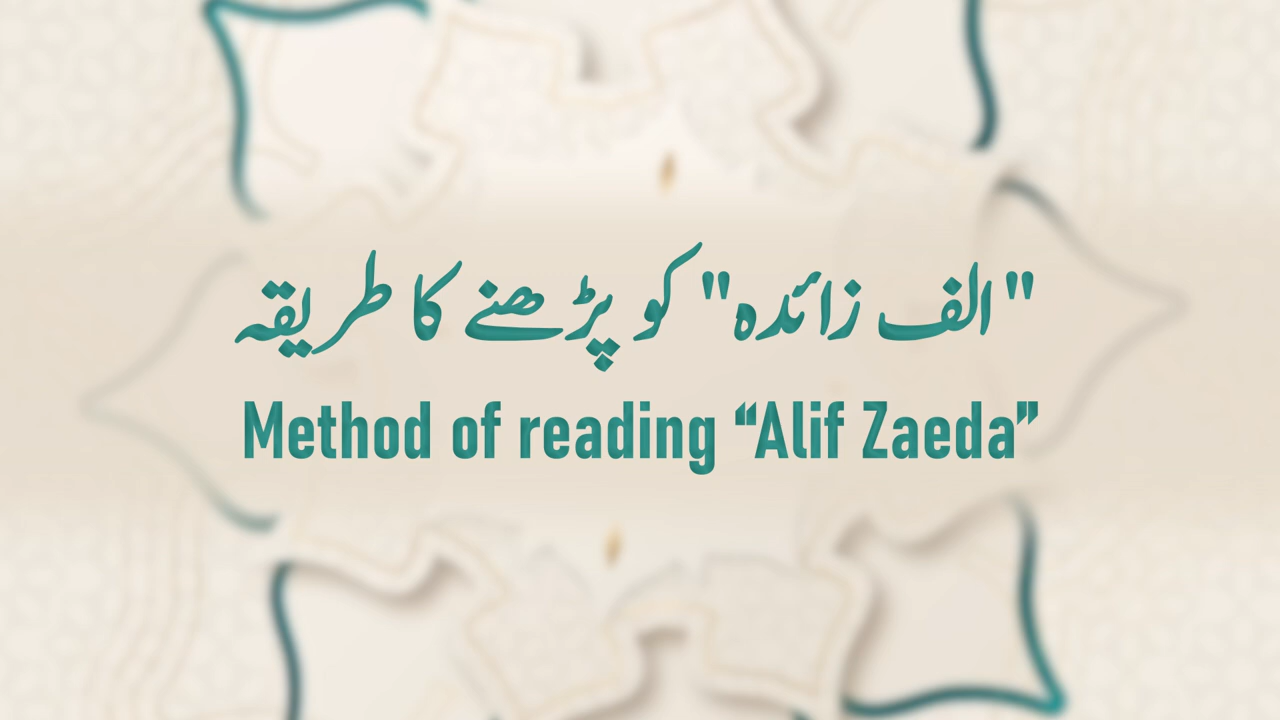 "الف زائدہ" کو پڑھنے کا طریقہ
Method of reading “Alif Zaeda”